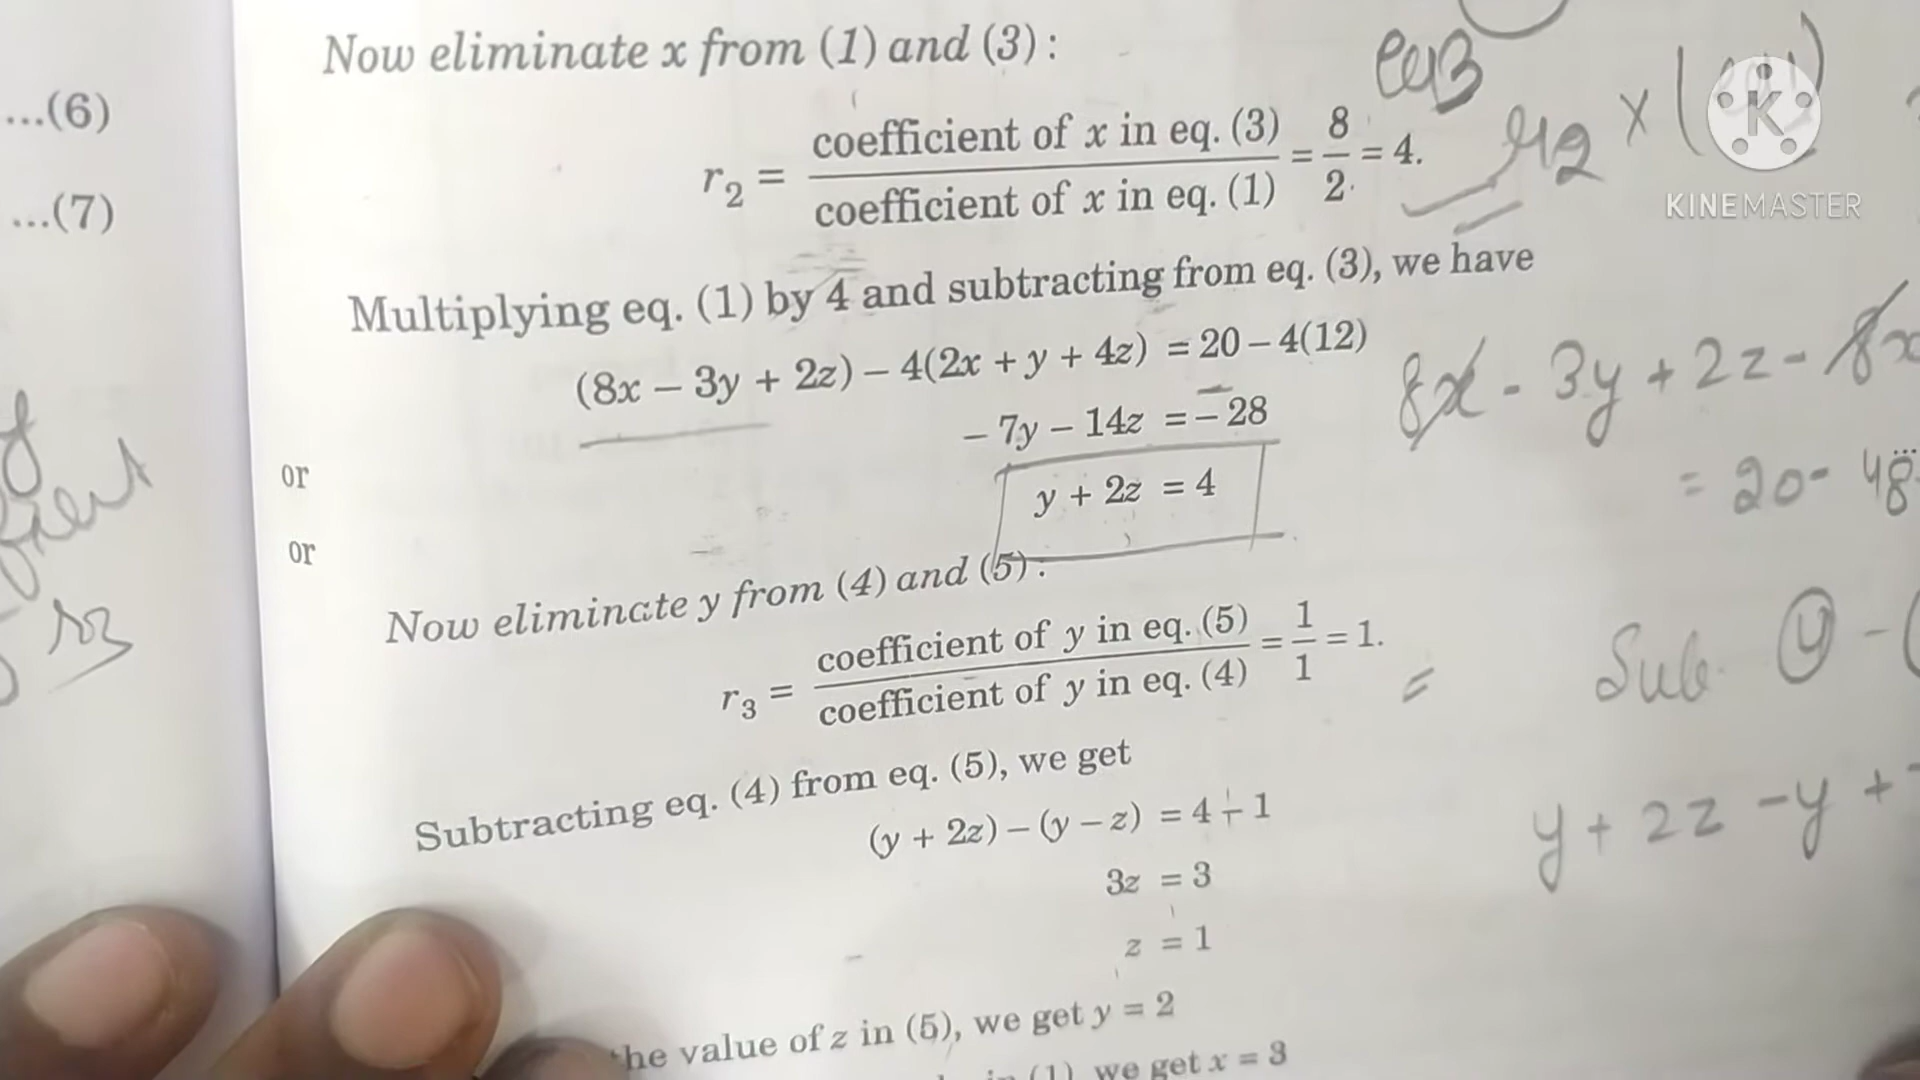 Now eliminate x from (1) and (3) :
...(6)
r₂ = coefficient of x in eq. (3) / coefficient of x in eq. (1) = 8/2 = 4.
...(7)
KINEMASTER
Multiplying eq. (1) by 4 and subtracting from eq. (3), we have
(8x − 3y + 2z) − 4(2x + y + 4z) = 20 − 4(12)
8x - 3y + 2z - 8x
or − 7y − 14z = − 28
= 20 - 48
or y + 2z = 4
Now eliminate y from (4) and (5) :
r₃ = coefficient of y in eq. (5) / coefficient of y in eq. (4) = 1/1 = 1.
Sub.
Subtracting eq. (4) from eq. (5), we get
(y + 2z) − (y − z) = 4 − 1
y + 2z - y +
3z = 3
z = 1
the value of z in (5), we get y = 2
in (1), we get x = 3